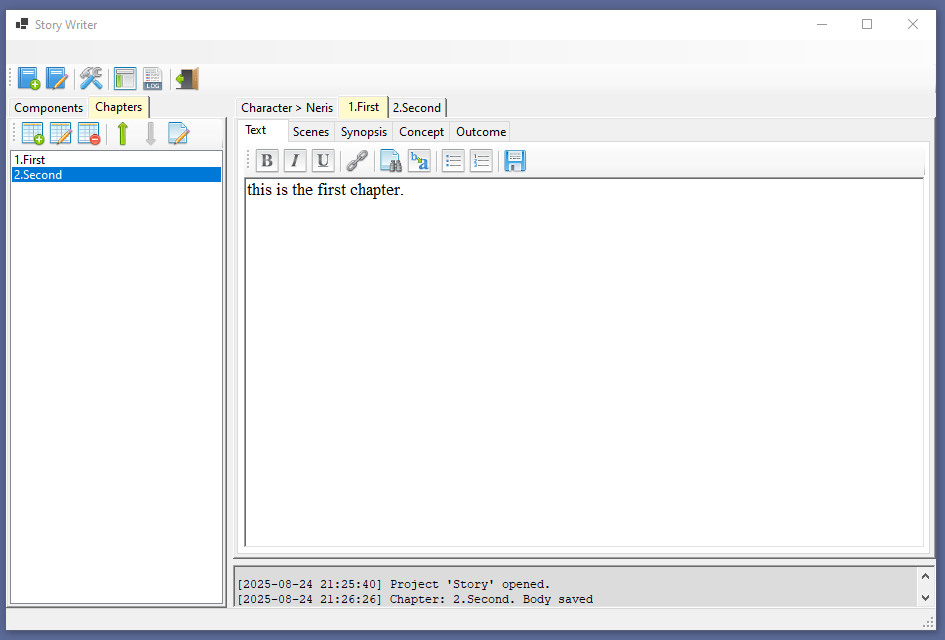 Story Writer
LOG
Components Chapters
Character > Neris 1.First 2.Second
Text Scenes Synopsis Concept Outcome
B I U b a
1.First
2.Second
this is the first chapter.
[2025-08-24 21:25:40] Project 'Story' opened.
[2025-08-24 21:26:26] Chapter: 2.Second. Body saved